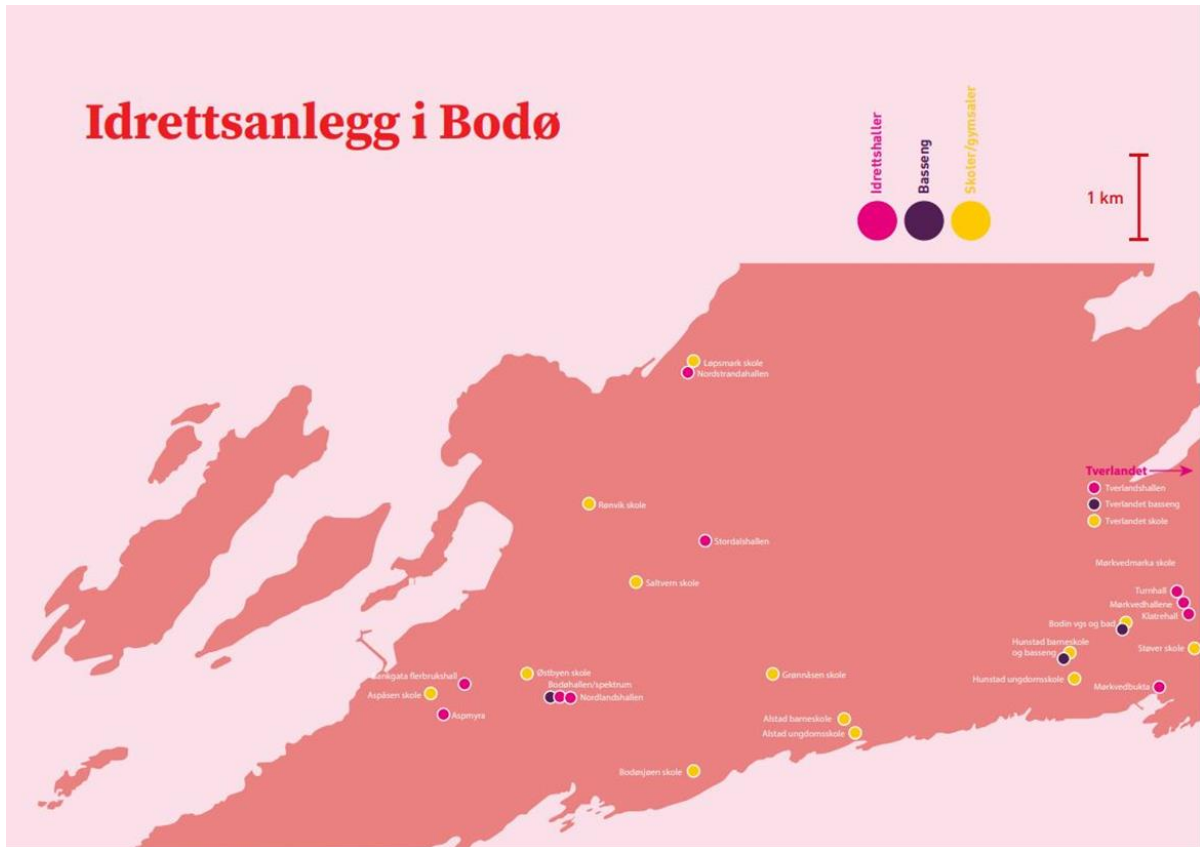 Idrettsanlegg i Bodø
Idrettshaller
Basseng
Skoler/gymsaler
1 km
Løpsmark skole
Nordstrandahallen
Tverlandet
Tverlandshallen
Tverlandet basseng
Tverlandet skole
Rønvik skole
Stordalshallen
Saltvern skole
Mørkvedmarka skole
Turnhall
Mørkvedhallene
Klatrehall
Bodin vgs og bad
Hunstad barneskole
og basseng
Støver skole
Hunstad ungdomsskole
Mørkvedbukta
Østbyen skole
Bankgata flerbrukshall
Bodøhallen/spektrum
Aspåsen skole
Nordlandshallen
Aspmyra
Grønnåsen skole
Alstad barneskole
Alstad ungdomsskole
Bodøsjøen skole